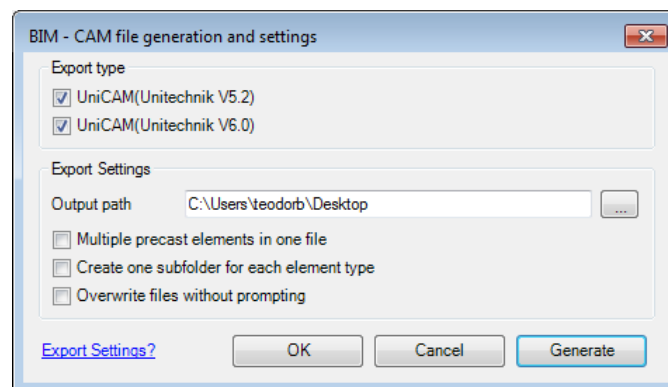 BIM - CAM file generation and settings
Export type
UniCAM(Unitechnik V5.2)
UniCAM(Unitechnik V6.0)
Export Settings
Output path C:\Users\teodorb\Desktop ...
Multiple precast elements in one file
Create one subfolder for each element type
Overwrite files without prompting
Export Settings? OK Cancel Generate